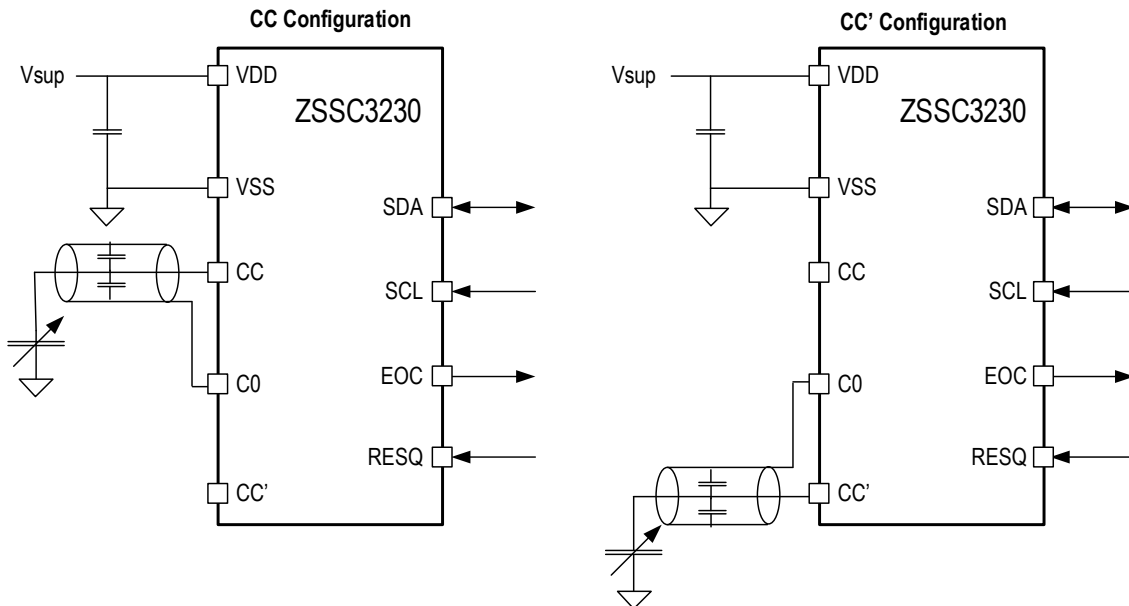 CC Configuration
Vsup
VDD
ZSSC3230
VSS
SDA
CC
SCL
C0
EOC
RESQ
CC’
CC’ Configuration
Vsup
VDD
ZSSC3230
VSS
SDA
CC
SCL
C0
EOC
RESQ
CC’